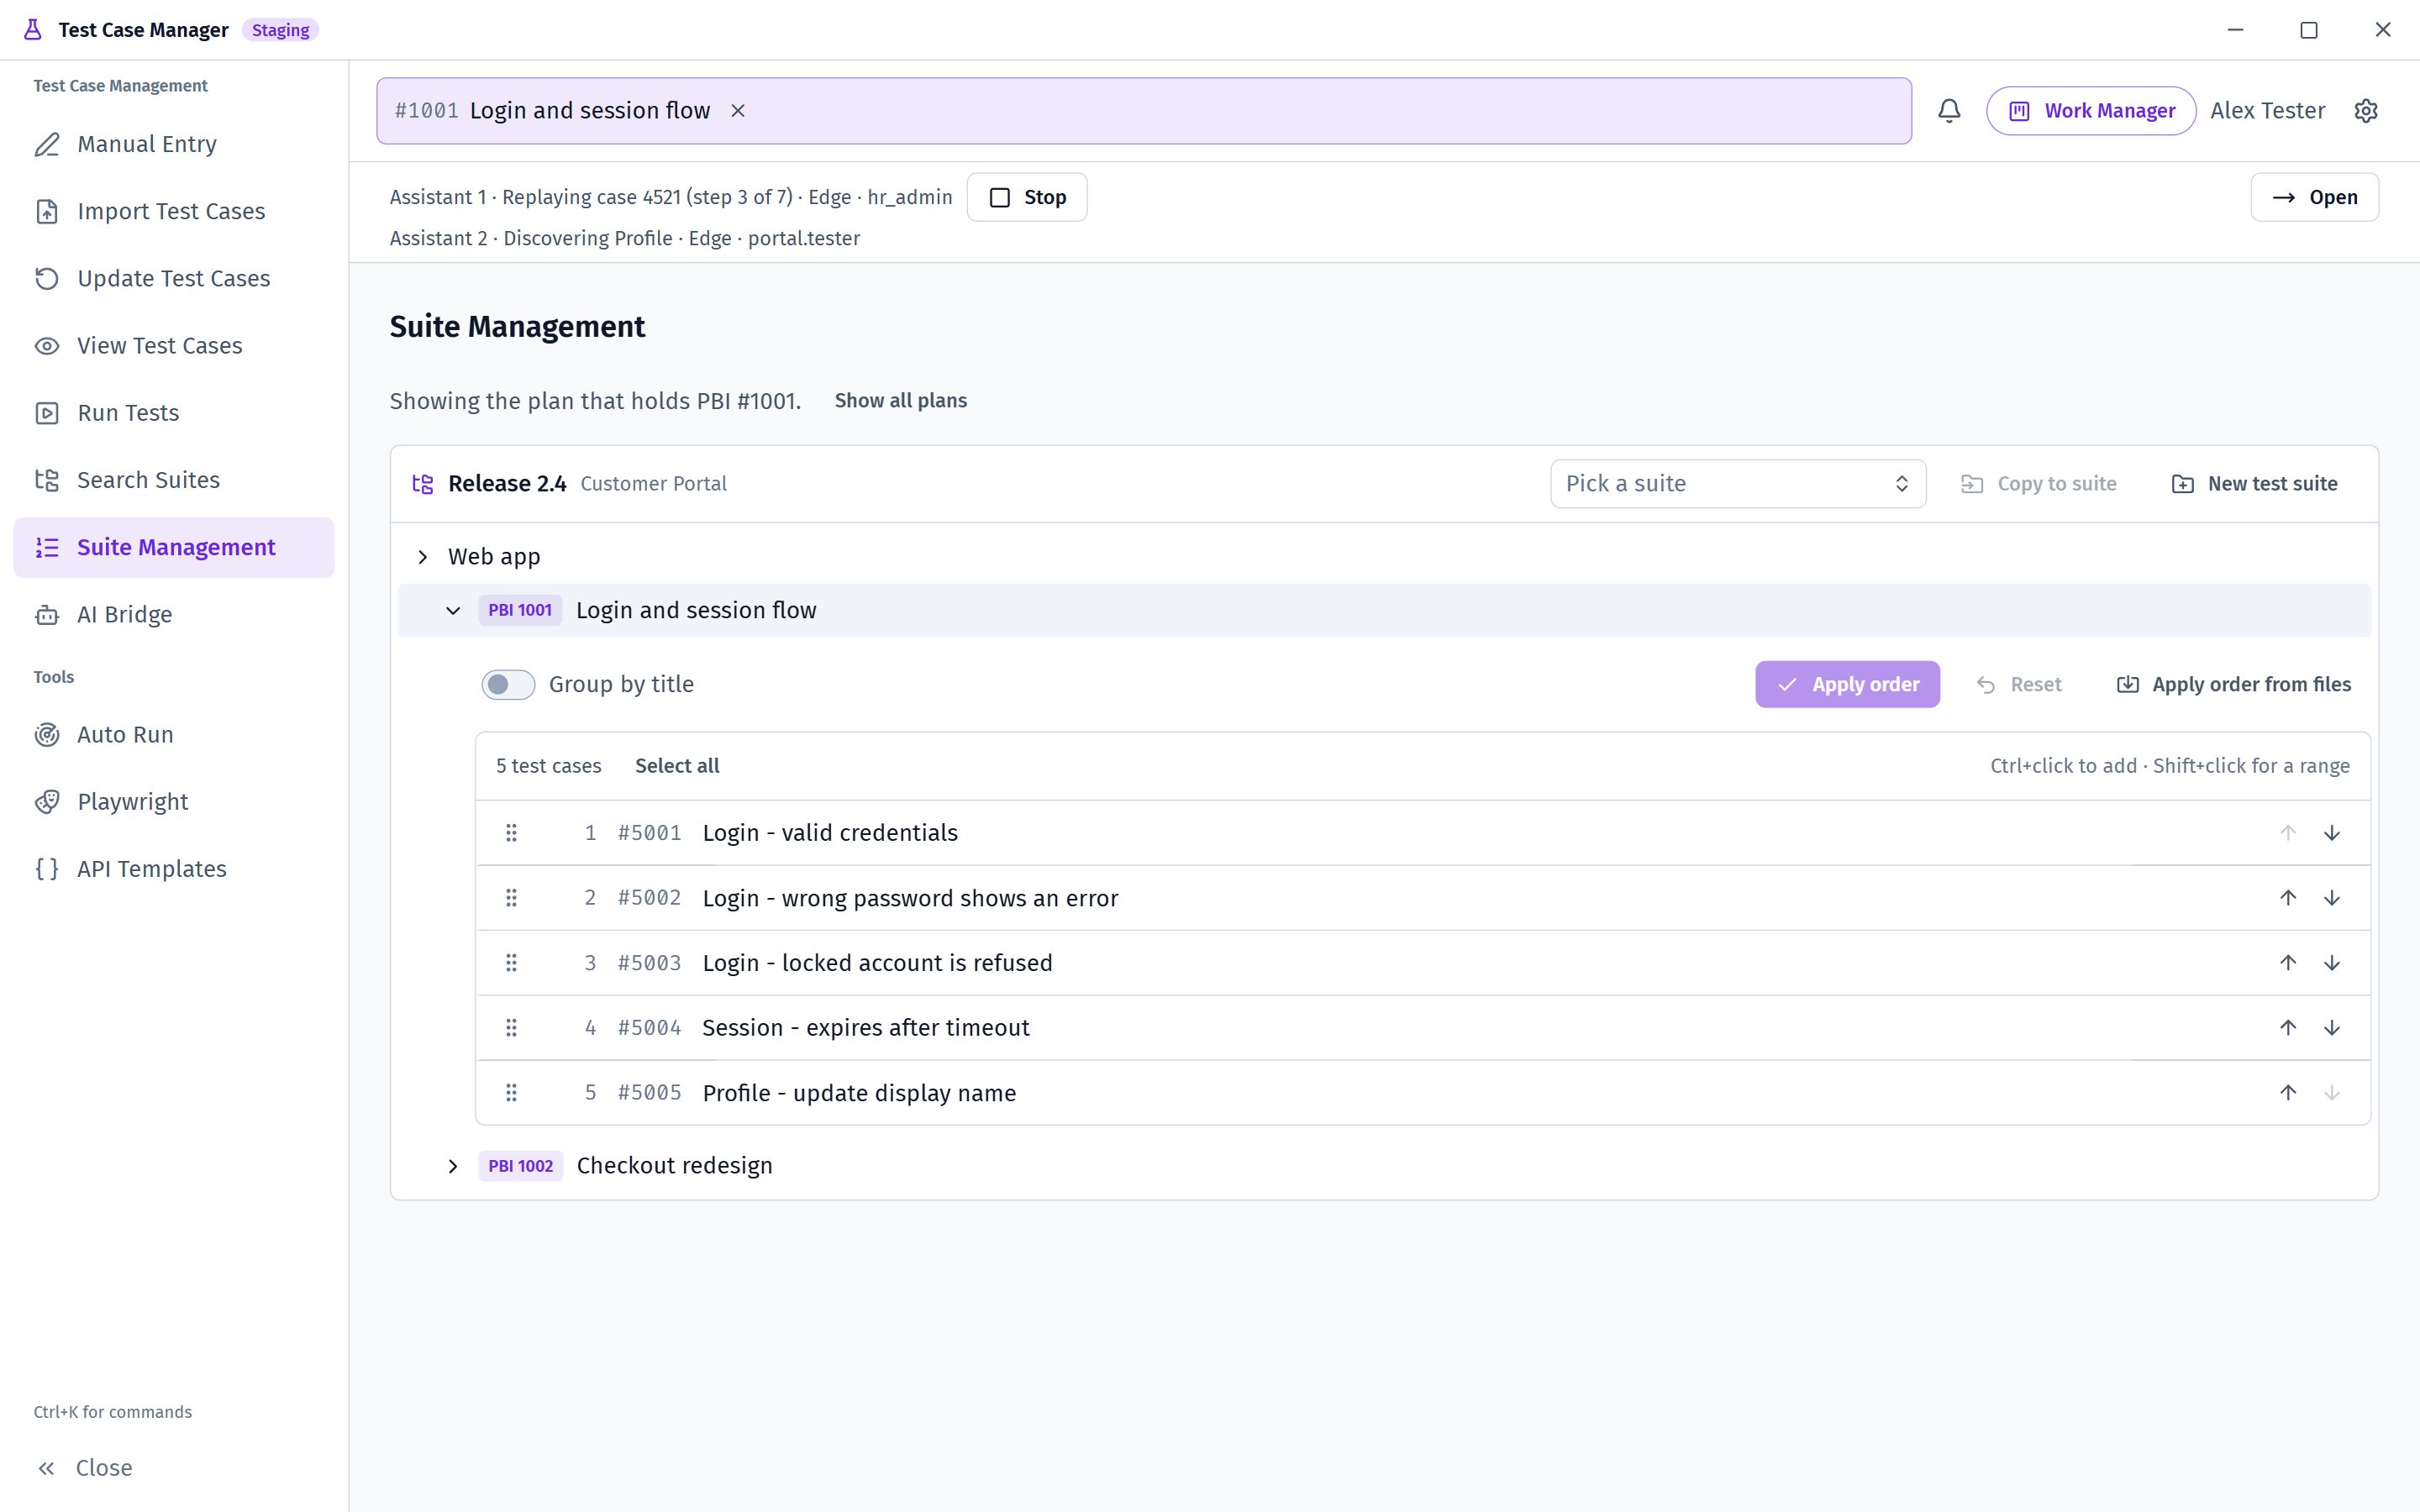 Test Case Manager Staging
Test Case Management
Manual Entry
Import Test Cases
Update Test Cases
View Test Cases
Run Tests
Search Suites
Suite Management
AI Bridge
Tools
Auto Run
Playwright
API Templates
Ctrl+K for commands
Close
#1001 Login and session flow
Work Manager
Alex Tester
Assistant 1 · Replaying case 4521 (step 3 of 7) · Edge · hr_admin
Stop
Open
Assistant 2 · Discovering Profile · Edge · portal.tester
Suite Management
Showing the plan that holds PBI #1001. Show all plans
Release 2.4 Customer Portal
Pick a suite
Copy to suite
New test suite
Web app
PBI 1001 Login and session flow
Group by title
Apply order
Reset
Apply order from files
5 test cases Select all
Ctrl+click to add · Shift+click for a range
1 #5001 Login - valid credentials
2 #5002 Login - wrong password shows an error
3 #5003 Login - locked account is refused
4 #5004 Session - expires after timeout
5 #5005 Profile - update display name
PBI 1002 Checkout redesign